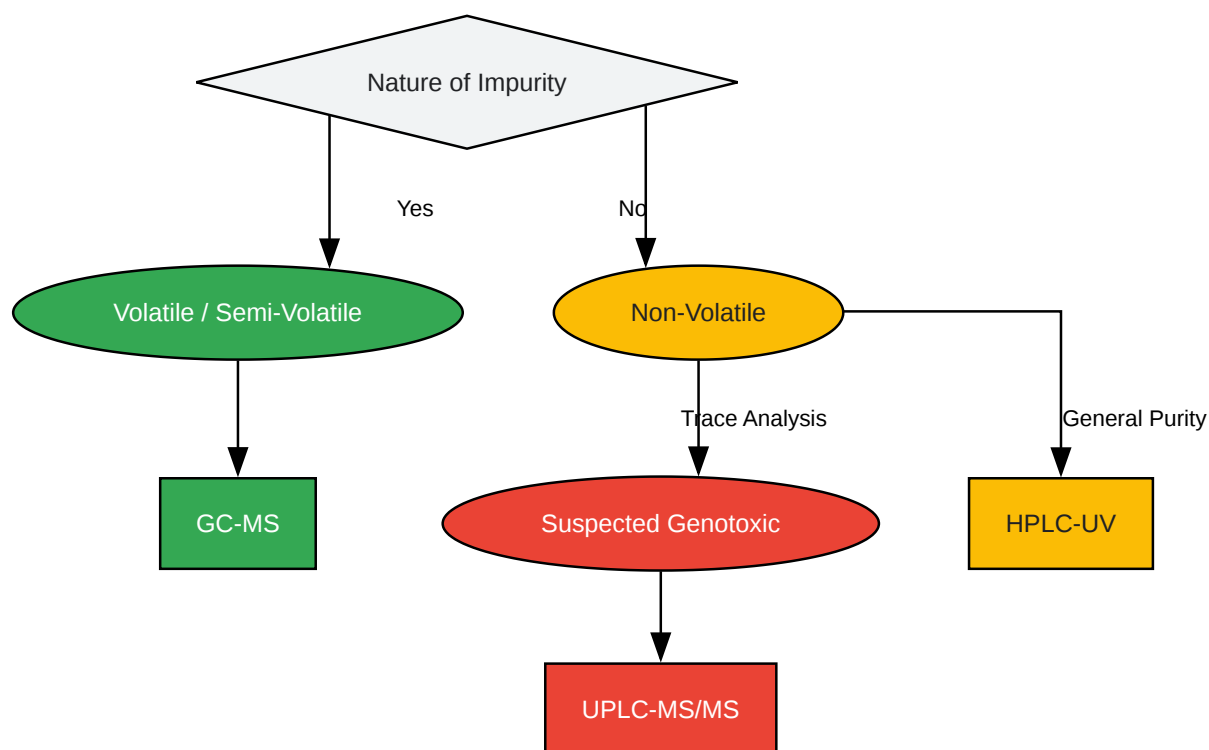 Nature of Impurity
Yes
No
Volatile / Semi-Volatile
Non-Volatile
Trace Analysis
General Purity
GC-MS
Suspected Genotoxic
HPLC-UV
UPLC-MS/MS